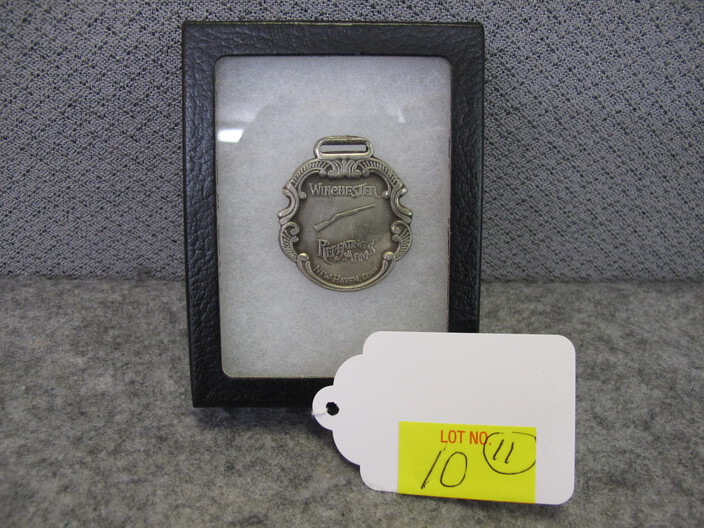 WINCHESTER
REPEATING
ARMS
NEW HAVEN, CONN.
LOT NO.
10 11